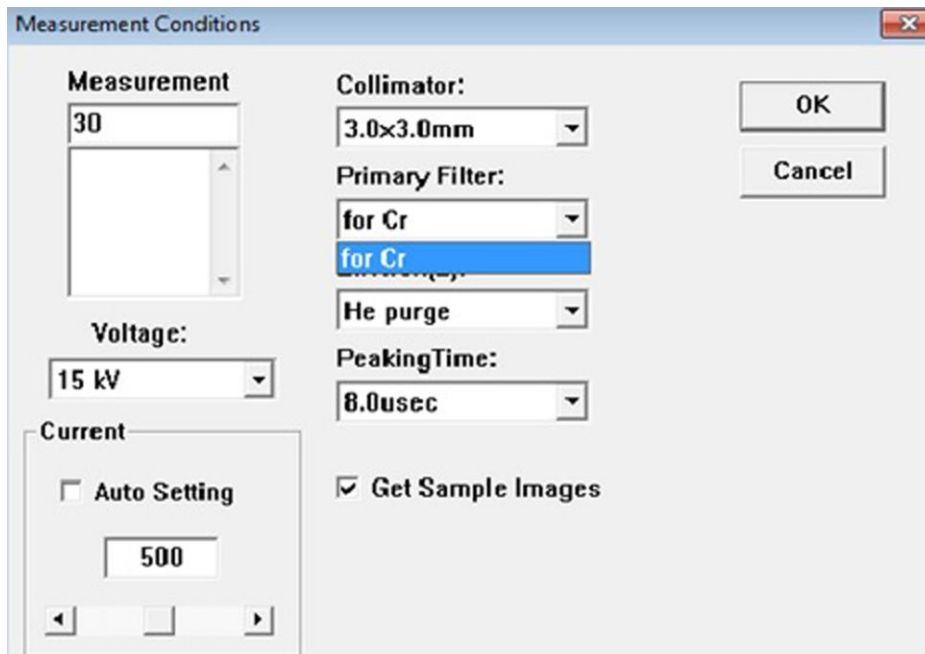 Measurement Conditions
Measurement
30
Voltage:
15 kV
Current
Auto Setting
500
Collimator:
3.0×3.0mm
Primary Filter:
for Cr
for Cr
He purge
PeakingTime:
8.0usec
Get Sample Images
OK
Cancel